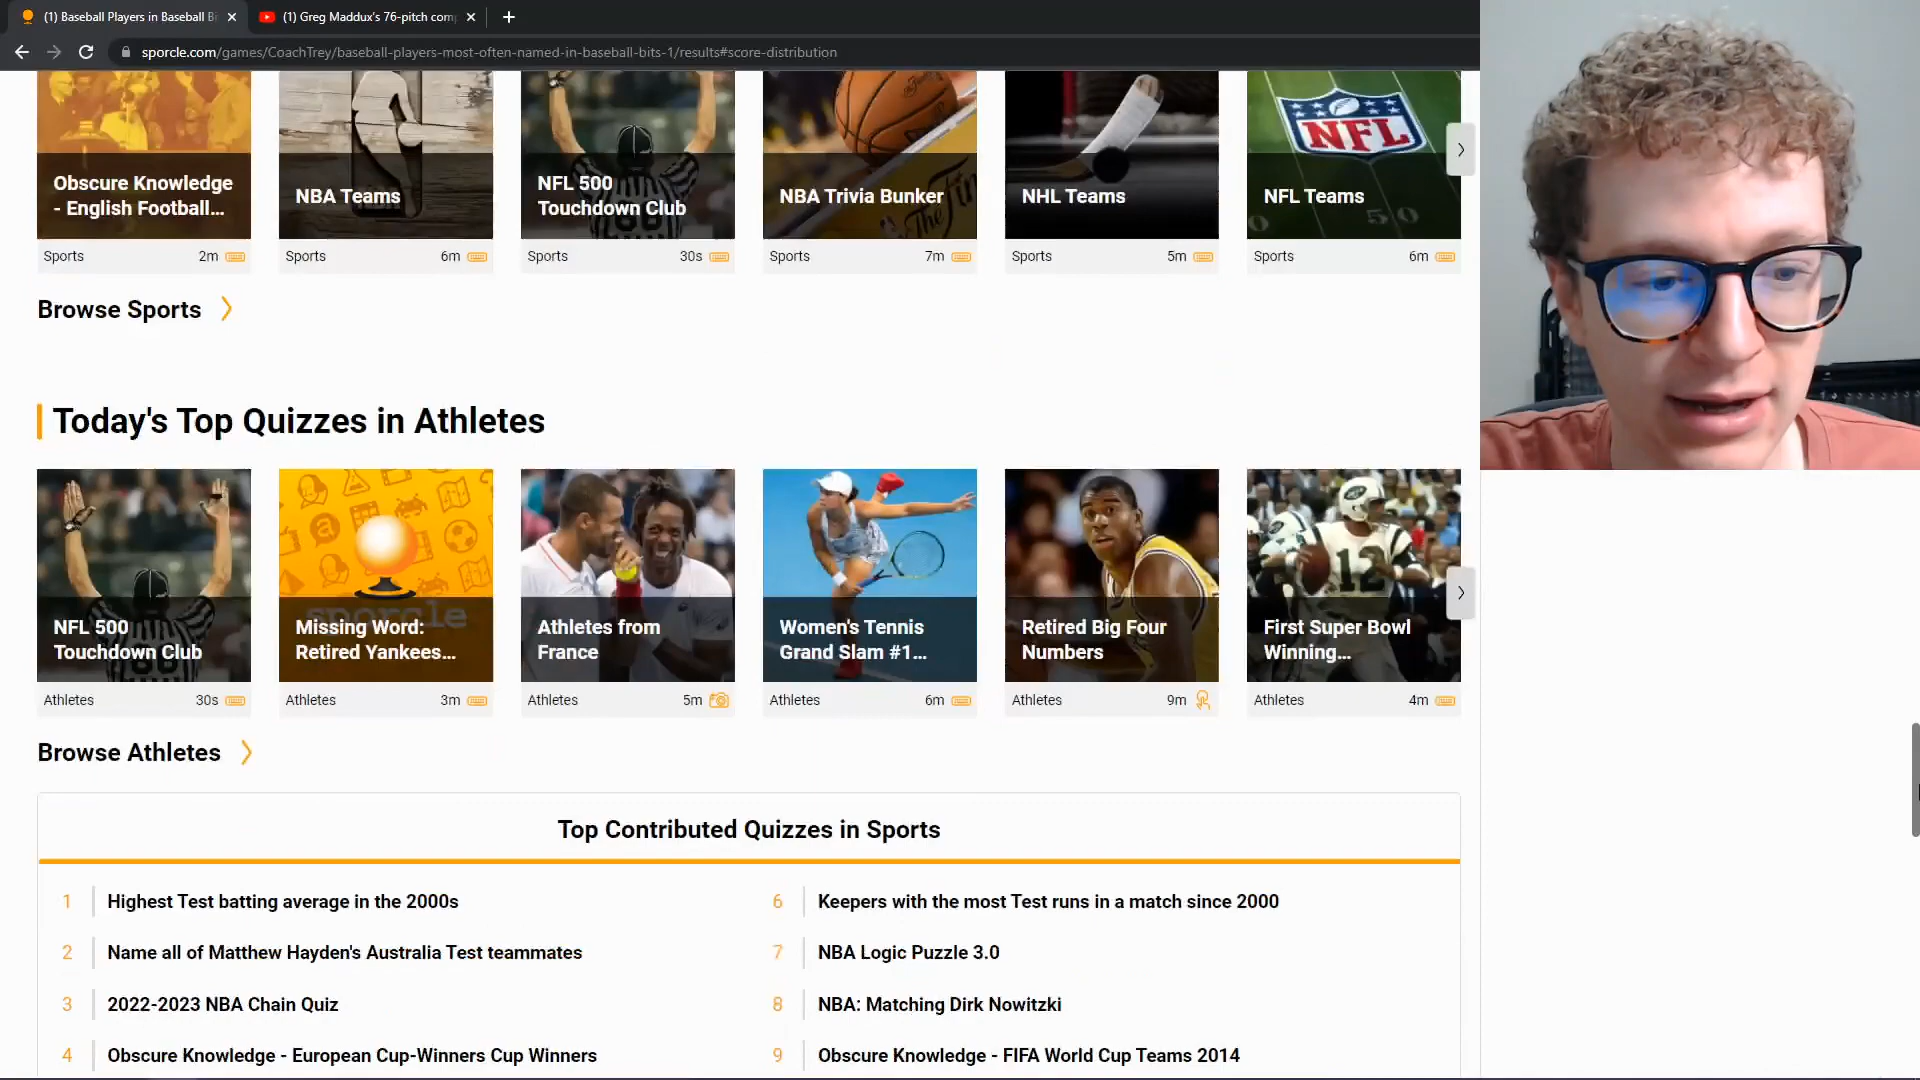 (1) Baseball Players in Baseball Bi
(1) Greg Maddux's 76-pitch com
sporcle.com/games/CoachTrey/baseball-players-most-often-named-in-baseball-bits-1/results#score-distribution
NFL
50
Obscure Knowledge
- English Football...
NBA Teams
NFL 500
Touchdown Club
NBA Trivia Bunker
NHL Teams
NFL Teams
Sports 2m
Sports 6m
Sports 30s
Sports 7m
Sports 5m
Sports 6m
Browse Sports
Today's Top Quizzes in Athletes
12
sporcle
NFL 500
Touchdown Club
Missing Word:
Retired Yankees...
Athletes from
France
Women's Tennis
Grand Slam #1...
Retired Big Four
Numbers
First Super Bowl
Winning...
Athletes 30s
Athletes 3m
Athletes 5m
Athletes 6m
Athletes 9m
Athletes 4m
Browse Athletes
Top Contributed Quizzes in Sports
1 Highest Test batting average in the 2000s
2 Name all of Matthew Hayden's Australia Test teammates
3 2022-2023 NBA Chain Quiz
4 Obscure Knowledge - European Cup-Winners Cup Winners
6 Keepers with the most Test runs in a match since 2000
7 NBA Logic Puzzle 3.0
8 NBA: Matching Dirk Nowitzki
9 Obscure Knowledge - FIFA World Cup Teams 2014